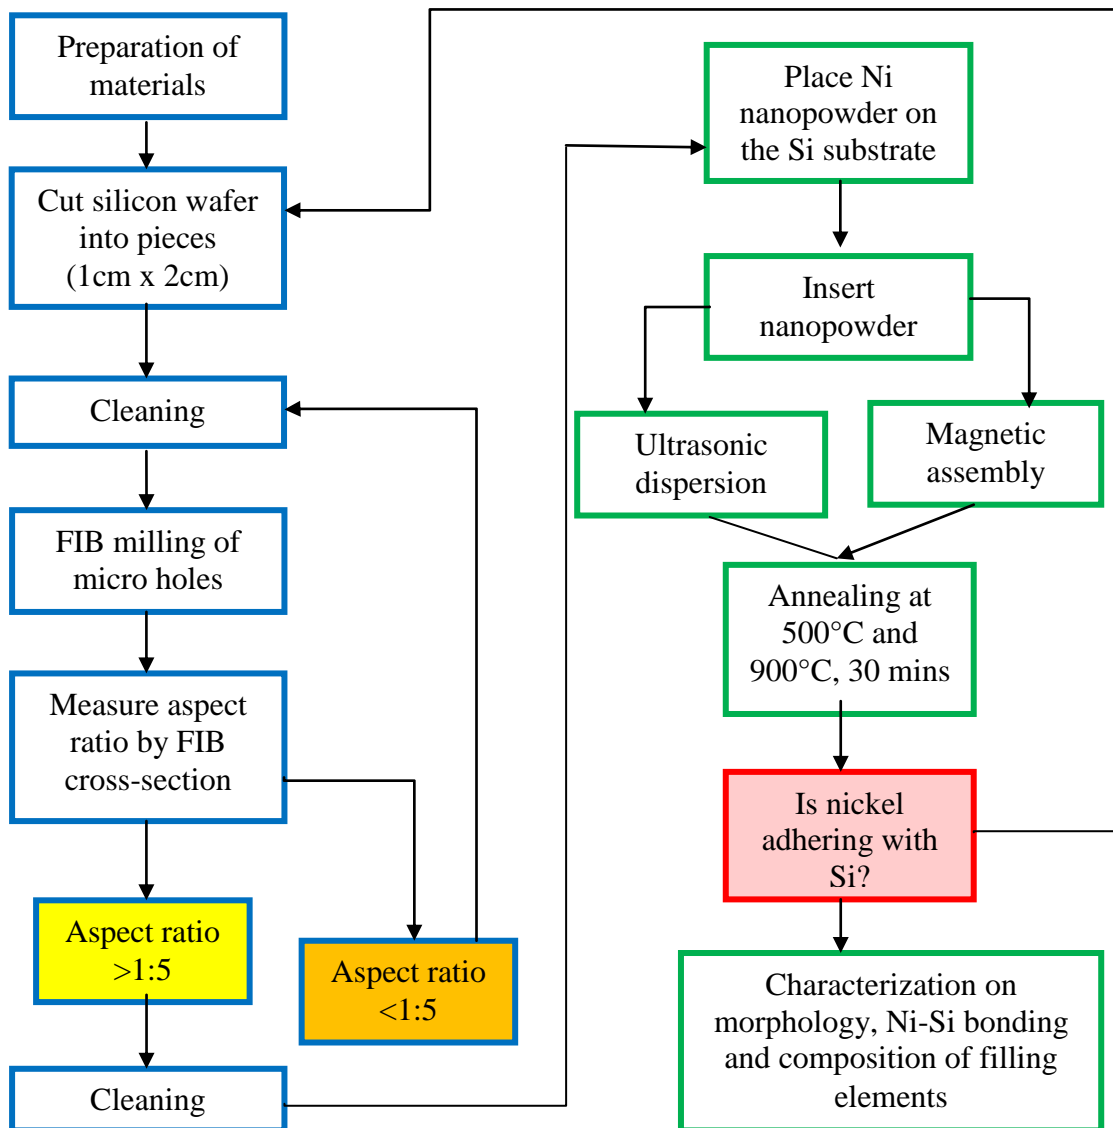 Preparation of
materials
Cut silicon wafer
into pieces
(1cm x 2cm)
Cleaning
FIB milling of
micro holes
Measure aspect
ratio by FIB
cross-section
Aspect ratio
>1:5
Aspect ratio
<1:5
Cleaning
Place Ni
nanopowder on
the Si substrate
Insert
nanopowder
Ultrasonic
dispersion
Magnetic
assembly
Annealing at
500°C and
900°C, 30 mins
Is nickel
adhering with
Si?
Characterization on
morphology, Ni-Si bonding
and composition of filling
elements